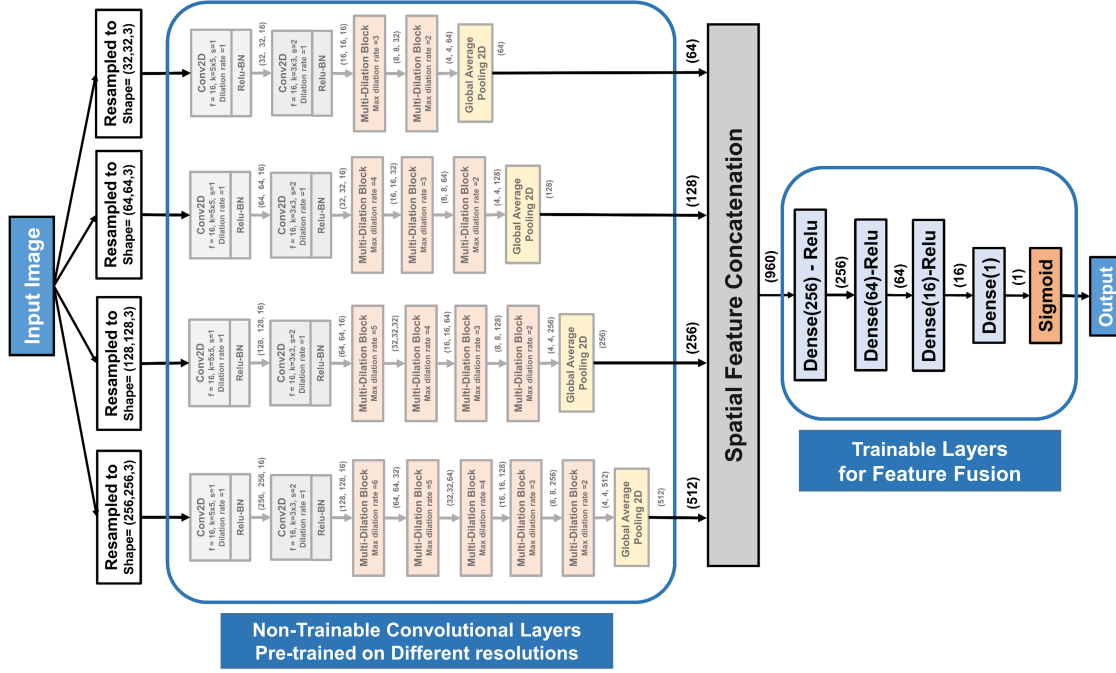 Input Image
Resampled to
Shape= (32,32,3)
Conv2D
f = 16, k=5x5, s=1
Dilation rate =1
Relu-BN
(32, 32, 16)
Conv2D
f = 16, k=3x3, s=2
Dilation rate =1
Relu-BN
(16, 16, 16)
Multi-Dilation Block
Max dilation rate =3
(8, 8, 32)
Multi-Dilation Block
Max dilation rate =2
(4, 4, 64)
Global Average
Pooling 2D
(64)
(64)
Resampled to
Shape= (64,64,3)
Conv2D
f = 16, k=5x5, s=1
Dilation rate =1
Relu-BN
(64, 64, 16)
Conv2D
f = 16, k=3x3, s=2
Dilation rate =1
Relu-BN
(32, 32, 16)
Multi-Dilation Block
Max dilation rate =4
(16, 16, 32)
Multi-Dilation Block
Max dilation rate =3
(8, 8, 64)
Multi-Dilation Block
Max dilation rate =2
(4, 4, 128)
Global Average
Pooling 2D
(128)
(128)
Resampled to
Shape= (128,128,3)
Conv2D
f = 16, k=5x5, s=1
Dilation rate =1
Relu-BN
(128, 128, 16)
Conv2D
f = 16, k=3x3, s=2
Dilation rate =1
Relu-BN
(64, 64, 16)
Multi-Dilation Block
Max dilation rate =5
(32,32,32)
Multi-Dilation Block
Max dilation rate =4
(16, 16, 64)
Multi-Dilation Block
Max dilation rate =3
(8, 8, 128)
Multi-Dilation Block
Max dilation rate =2
(4, 4, 256)
Global Average
Pooling 2D
(256)
(256)
Resampled to
Shape= (256,256,3)
Conv2D
f = 16, k=5x5, s=1
Dilation rate =1
Relu-BN
(256, 256, 16)
Conv2D
f = 16, k=3x3, s=2
Dilation rate =1
Relu-BN
(128, 128, 16)
Multi-Dilation Block
Max dilation rate=6
(64, 64, 32)
Multi-Dilation Block
Max dilation rate =5
(32,32,64)
Multi-Dilation Block
Max dilation rate =4
(16, 16, 128)
Multi-Dilation Block
Max dilation rate =3
(8, 8, 256)
Multi-Dilation Block
Max dilation rate =2
(4, 4, 512)
Global Average
Pooling 2D
(512)
(512)
Non-Trainable Convolutional Layers
Pre-trained on Different resolutions
Spatial Feature Concatenation
(960)
Dense(256) - Relu
(256)
Dense(64)-Relu
(64)
Dense(16)-Relu
(16)
Dense(1)
(1)
Sigmoid
Output
Trainable Layers
for Feature Fusion